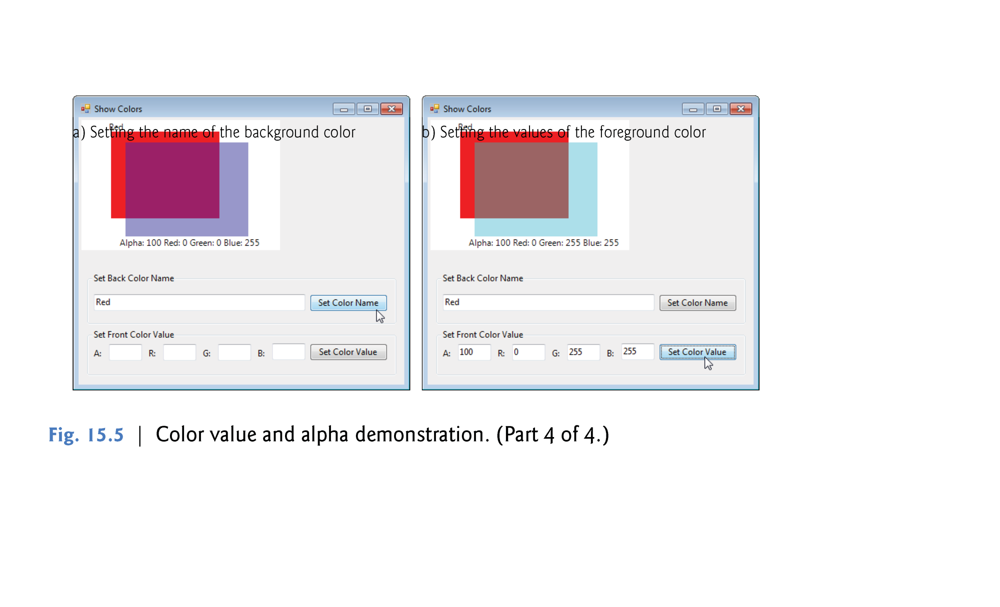 Show Colors
Red
a) Setting the name of the background color
Alpha: 100 Red: 0 Green: 0 Blue: 255
Set Back Color Name
Red
Set Color Name
Set Front Color Value
A:
R:
G:
B:
Set Color Value
Show Colors
Red
b) Setting the values of the foreground color
Alpha: 100 Red: 0 Green: 255 Blue: 255
Set Back Color Name
Red
Set Color Name
Set Front Color Value
A: 100 R: 0 G: 255 B: 255
Set Color Value
Fig. 15.5 | Color value and alpha demonstration. (Part 4 of 4.)